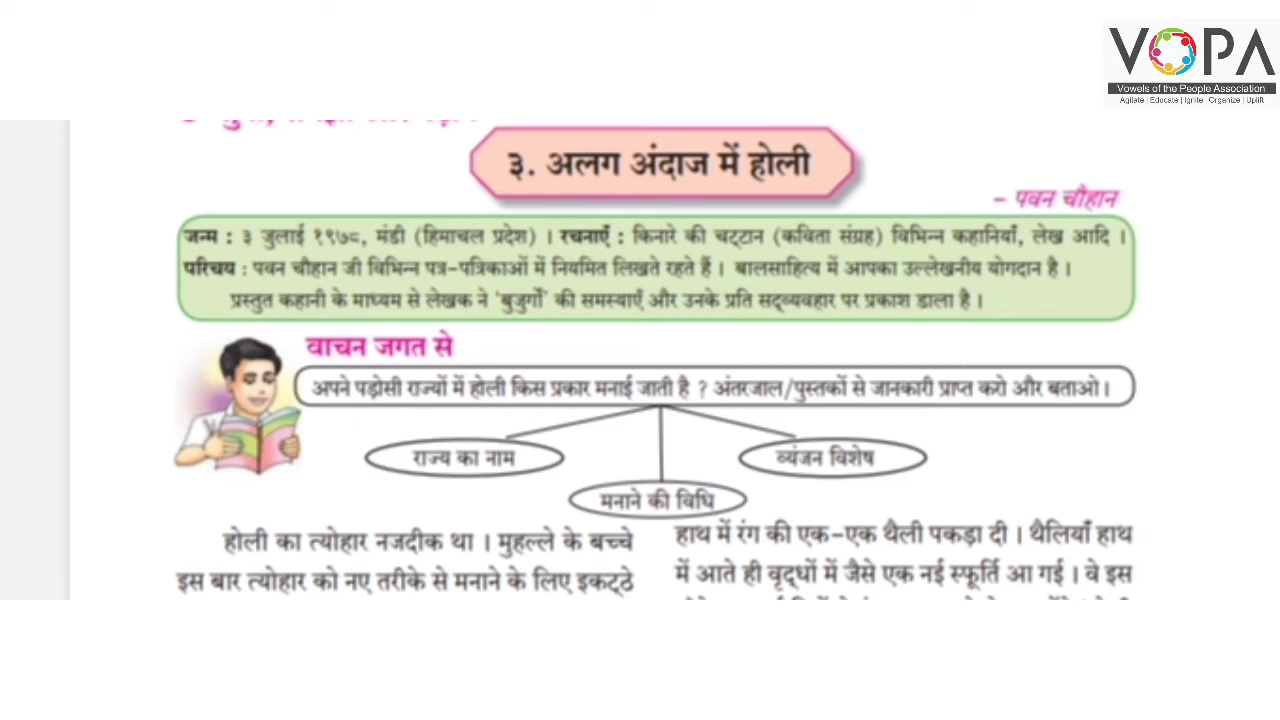 VOPA
Vowels of the People Association
Agitate | Educate | Ignite | Organize | Uplift
३. अलग अंदाज में होली
- पवन चौहान
जन्म : ३ जुलाई १९७८, मंडी (हिमाचल प्रदेश) । रचनाएँ : किनारे की चट्टान (कविता संग्रह) विभिन्न कहानियाँ, लेख आदि ।
परिचय : पवन चौहान जी विभिन्न पत्र-पत्रिकाओं में नियमित लिखते रहते हैं । बालसाहित्य में आपका उल्लेखनीय योगदान है ।
प्रस्तुत कहानी के माध्यम से लेखक ने 'बुजुर्गों' की समस्याएँ और उनके प्रति सद्व्यवहार पर प्रकाश डाला है ।
वाचन जगत से
अपने पड़ोसी राज्यों में होली किस प्रकार मनाई जाती है ? अंतरजाल/पुस्तकों से जानकारी प्राप्त करो और बताओ ।
राज्य का नाम
व्यंजन विशेष
मनाने की विधि
होली का त्योहार नजदीक था । मुहल्ले के बच्चे
इस बार त्योहार को नए तरीके से मनाने के लिए इकट्ठे
हाथ में रंग की एक-एक थैली पकड़ा दी । थैलियाँ हाथ
में आते ही वृद्धों में जैसे एक नई स्फूर्ति आ गई । वे इस